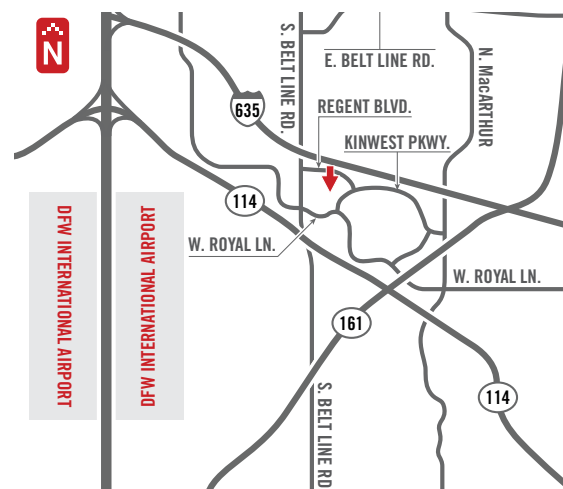 N
S. BELT LINE RD.
E. BELT LINE RD.
N. MacARTHUR
635
REGENT BLVD.
KINWEST PKWY.
114
W. ROYAL LN.
DFW INTERNATIONAL AIRPORT
DFW INTERNATIONAL AIRPORT
W. ROYAL LN.
161
S. BELT LINE RD
114